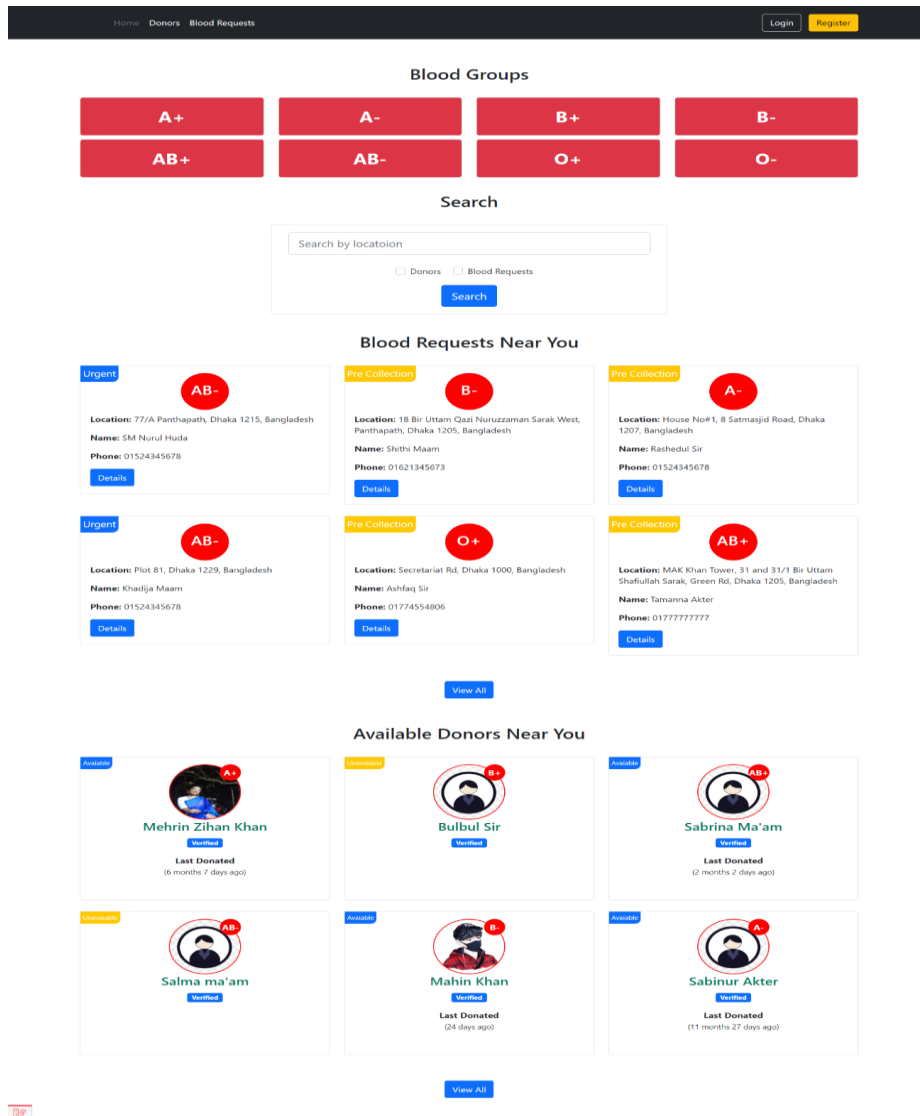 Home Donors Blood Requests Login Register
Blood Groups
A+ A- B+ B-
AB+ AB- O+ O-
Search
Search by locatoion
Donors Blood Requests
Search
Blood Requests Near You
Urgent
AB-
Location: 77/A Panthapath, Dhaka 1215, Bangladesh
Name: SM Nurul Huda
Phone: 01524345678
Details
Pre Collection
B-
Location: 18 Bir Uttam Qazi Nuruzzaman Sarak West,
Panthapath, Dhaka 1205, Bangladesh
Name: Shithi Maam
Phone: 01621345673
Details
Pre Collection
A-
Location: House No#1, 8 Satmasjid Road, Dhaka
1207, Bangladesh
Name: Rashedul Sir
Phone: 01524345678
Details
Urgent
AB-
Location: Plot 81, Dhaka 1229, Bangladesh
Name: Khadija Maam
Phone: 01524345678
Details
Pre Collection
O+
Location: Secretariat Rd, Dhaka 1000, Bangladesh
Name: Ashfaq Sir
Phone: 01774554806
Details
Pre Collection
AB+
Location: MAK Khan Tower, 31 and 31/1 Bir Uttam
Shafiullah Sarak, Green Rd, Dhaka 1205, Bangladesh
Name: Tamanna Akter
Phone: 01777777777
Details
View All
Available Donors Near You
Avaiable
A+
Mehrin Zihan Khan
Verified
Last Donated
(6 months 7 days ago)
Unavaiable
B+
Bulbul Sir
Verified
Avaiable
AB+
Sabrina Ma'am
Verified
Last Donated
(2 months 2 days ago)
Unavaiable
AB-
Salma ma'am
Verified
Avaiable
B-
Mahin Khan
Verified
Last Donated
(24 days ago)
Avaiable
A-
Sabinur Akter
Verified
Last Donated
(11 months 27 days ago)
View All